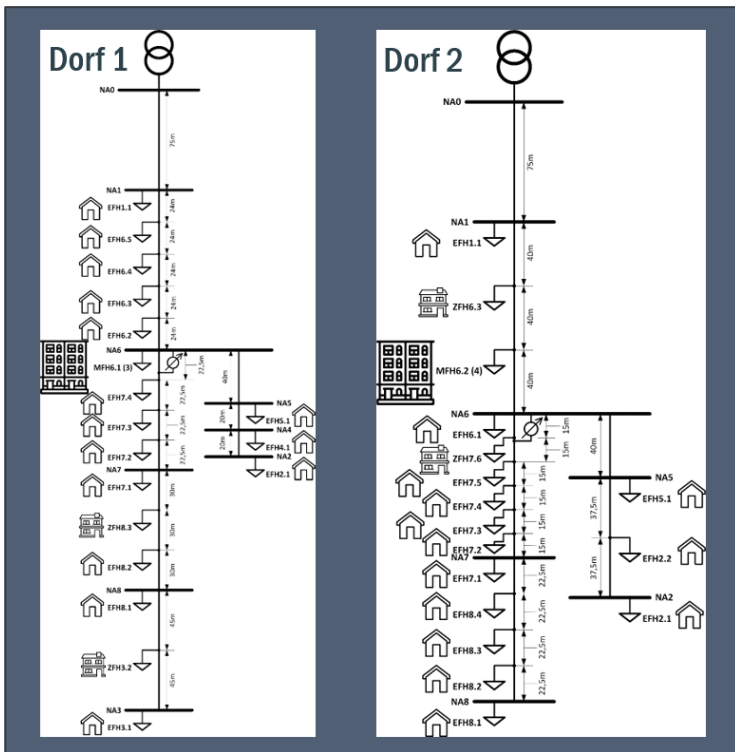 Dorf 1
NA0
75m
NA1
EFH1.1
24m
EFH6.5
24m
EFH6.4
24m
EFH6.3
24m
EFH6.2
24m
NA6
MFH6.1 (3)
22,5m
40m
EFH7.4
22,5m
NA5
EFH7.3
20m
EFH5.1
22,5m
NA4
EFH7.2
20m
EFH4.1
22,5m
NA2
NA7
EFH2.1
EFH7.1
30m
ZFH8.3
30m
EFH8.2
30m
NA8
EFH8.1
45m
ZFH3.2
45m
NA3
EFH3.1
Dorf 2
NA0
75m
NA1
EFH1.1
40m
ZFH6.3
40m
MFH6.2 (4)
40m
NA6
EFH6.1
15m
40m
ZFH7.6
15m
EFH7.5
15m
NA5
EFH7.4
15m
EFH5.1
EFH7.3
15m
37,5m
EFH7.2
15m
EFH2.2
NA7
EFH7.1
22,5m
37,5m
NA2
EFH8.4
22,5m
EFH2.1
EFH8.3
22,5m
EFH8.2
22,5m
NA8
EFH8.1